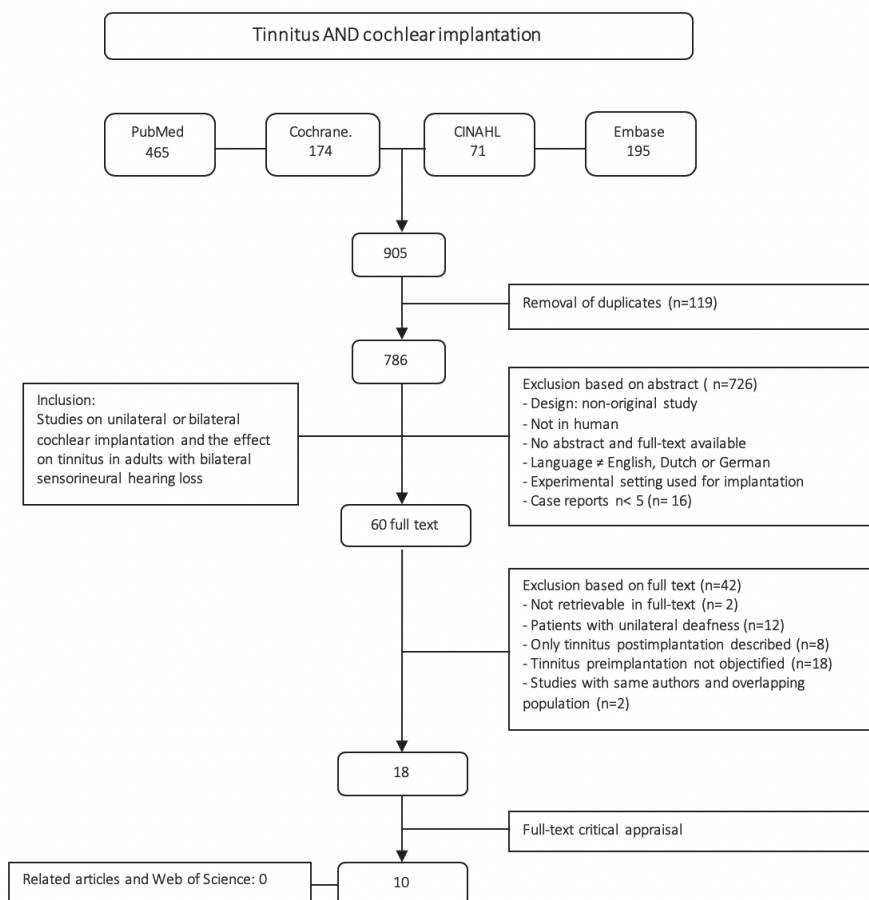 Tinnitus AND cochlear implantation
PubMed
465
Cochrane.
174
CINAHL
71
Embase
195
905
Removal of duplicates (n=119)
786
Inclusion:
Studies on unilateral or bilateral
cochlear implantation and the effect
on tinnitus in adults with bilateral
sensorineural hearing loss
Exclusion based on abstract ( n=726)
- Design: non-original study
- Not in human
- No abstract and full-text available
- Language ≠ English, Dutch or German
- Experimental setting used for implantation
- Case reports n< 5 (n= 16)
60 full text
Exclusion based on full text (n=42)
- Not retrievable in full-text (n= 2)
- Patients with unilateral deafness (n=12)
- Only tinnitus postimplantation described (n=8)
- Tinnitus preimplantation not objectified (n=18)
- Studies with same authors and overlapping
population (n=2)
18
Full-text critical appraisal
Related articles and Web of Science: 0
10